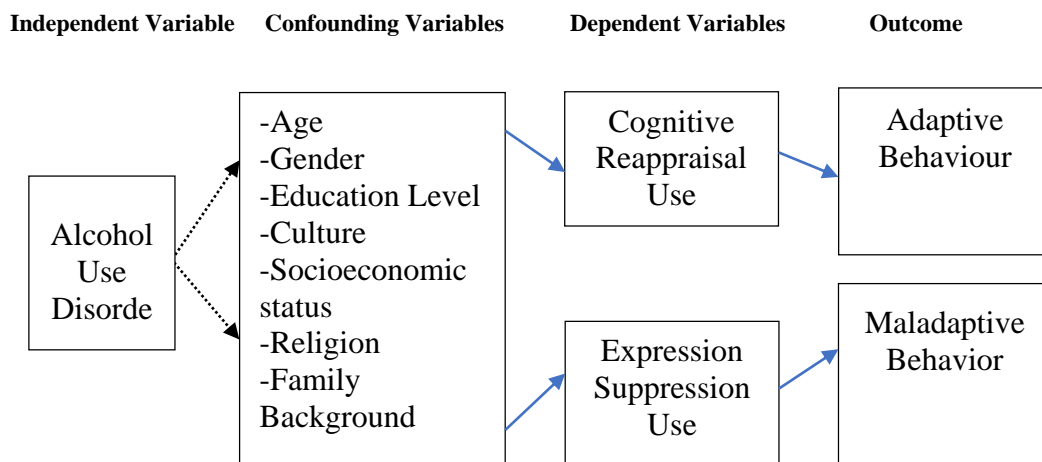 Independent Variable
Confounding Variables
Dependent Variables
Outcome
Alcohol
Use
Disorde
-Age
-Gender
-Education Level
-Culture
-Socioeconomic
status
-Religion
-Family
Background
Cognitive
Reappraisal
Use
Expression
Suppression
Use
Adaptive
Behaviour
Maladaptive
Behavior